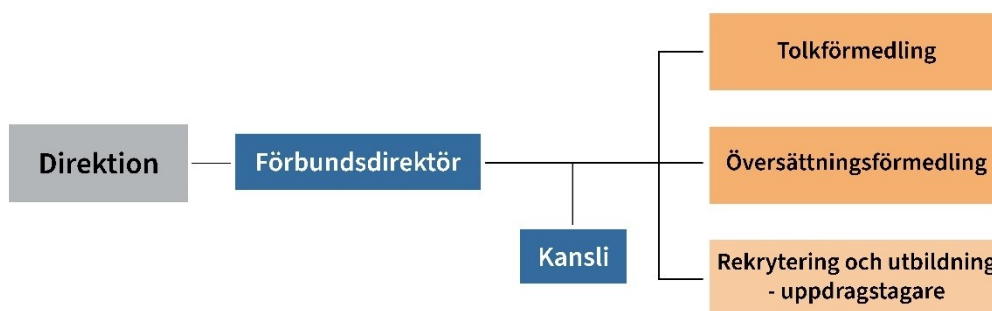 Direktion
Förbundsdirektör
Kansli
Tolkförmedling
Översättningsförmedling
Rekrytering och utbildning
- uppdragstagare